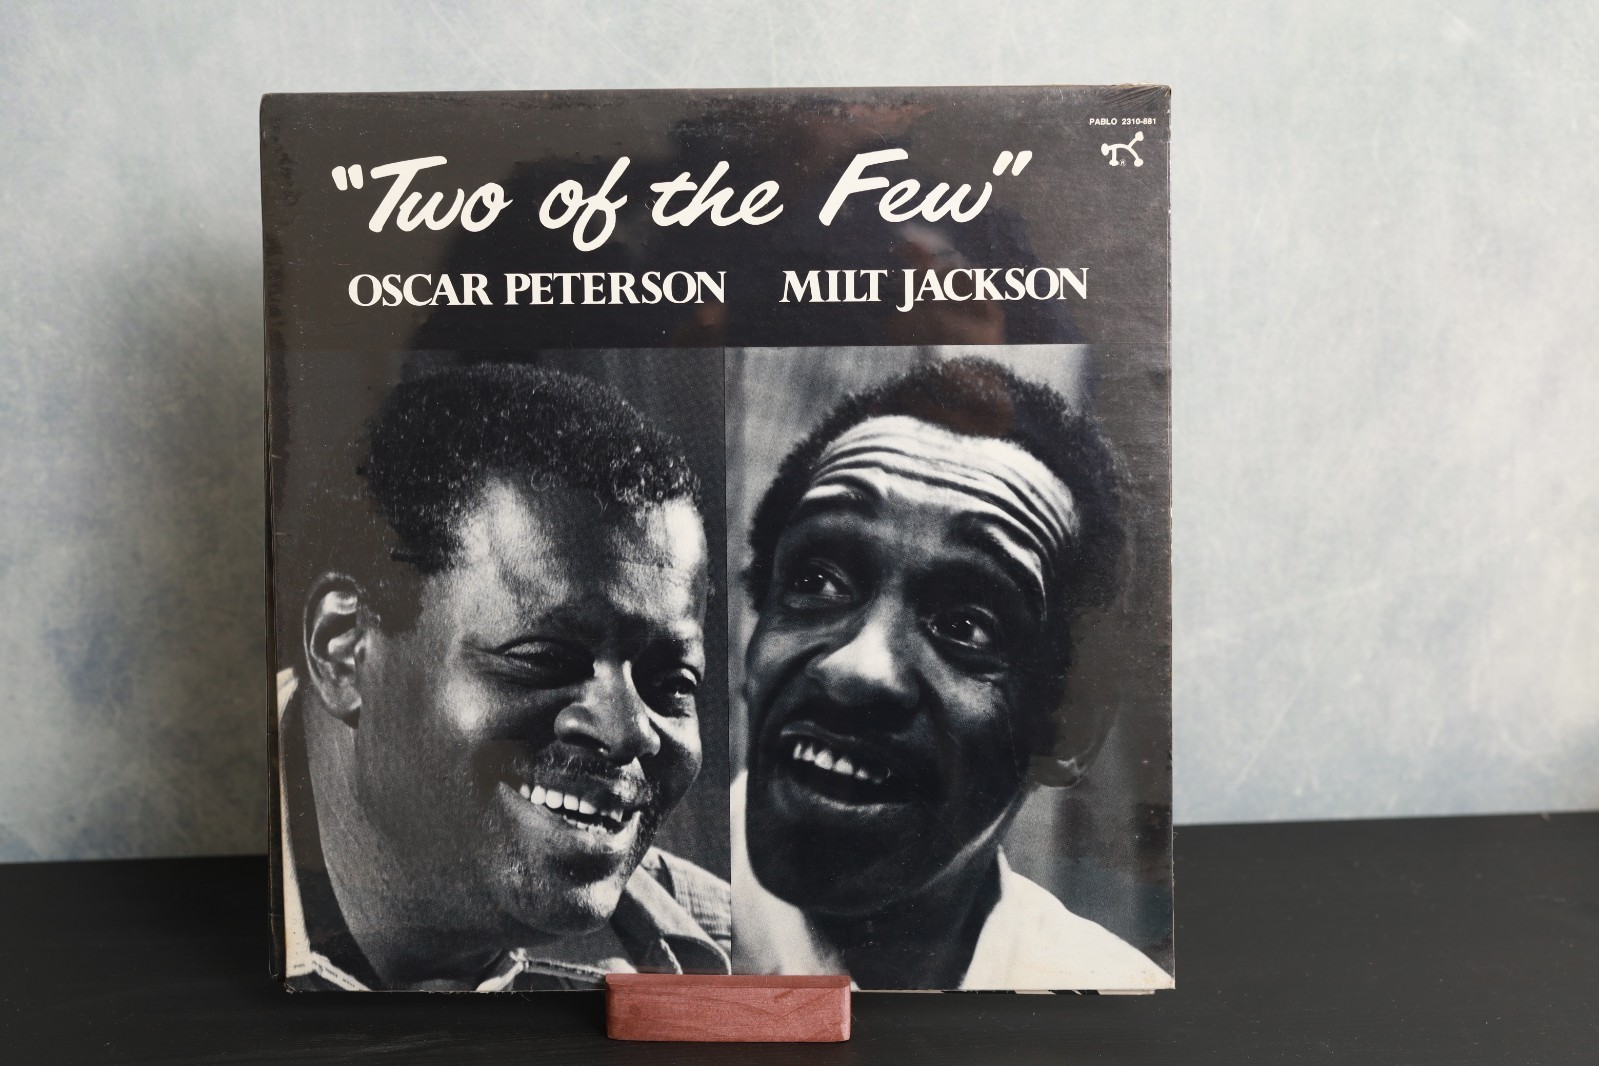 PABLO 2310-881
"Two of the Few"
OSCAR PETERSON MILT JACKSON